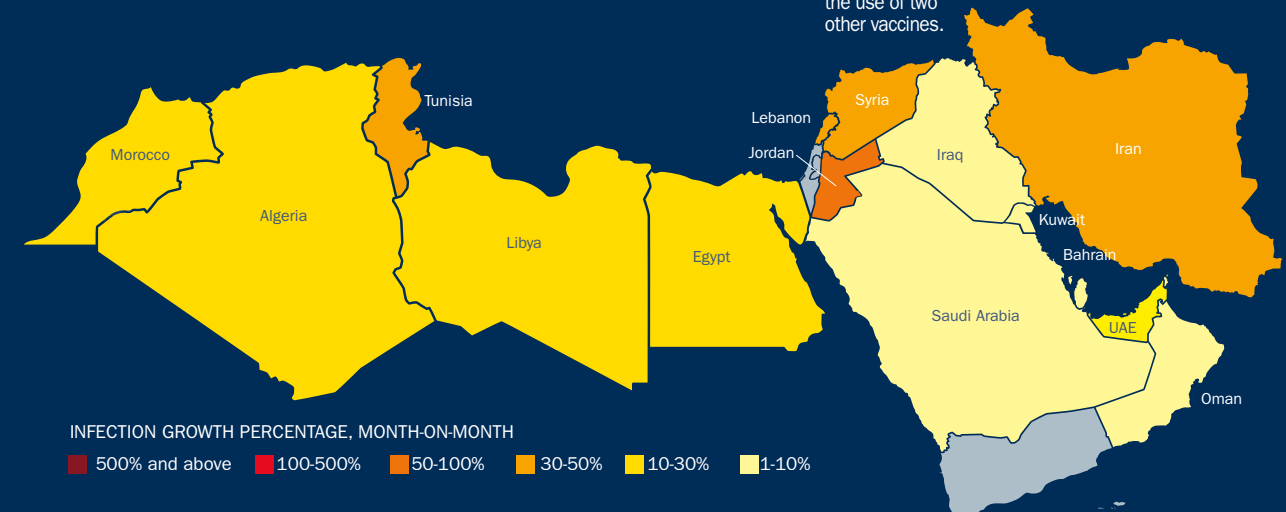 the use of two
other vaccines.
Tunisia
Syria
Lebanon
Morocco
Jordan
Iraq
Iran
Algeria
Kuwait
Libya
Egypt
Bahrain
Saudi Arabia
UAE
Oman
INFECTION GROWTH PERCENTAGE, MONTH-ON-MONTH
500% and above 100-500% 50-100% 30-50% 10-30% 1-10%